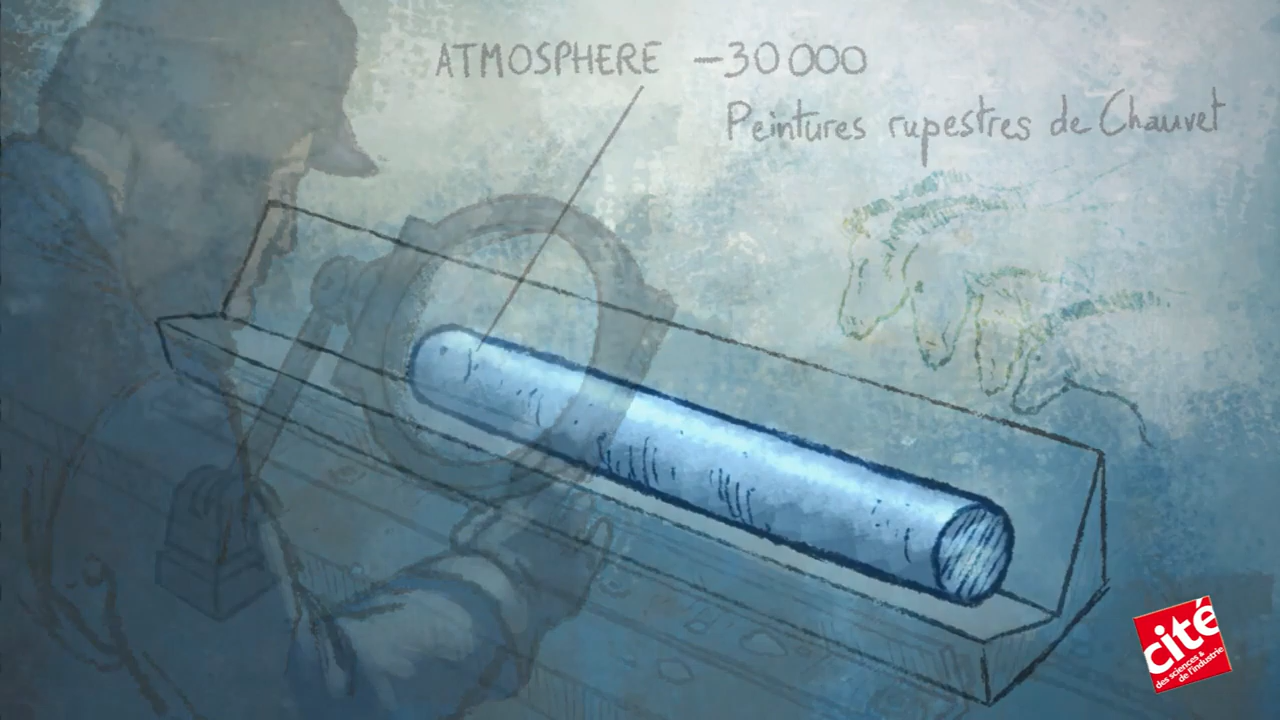 ATMOSPHERE -30 000
Peintures rupestres de Chauvet
cité
des sciences &
de l'industrie